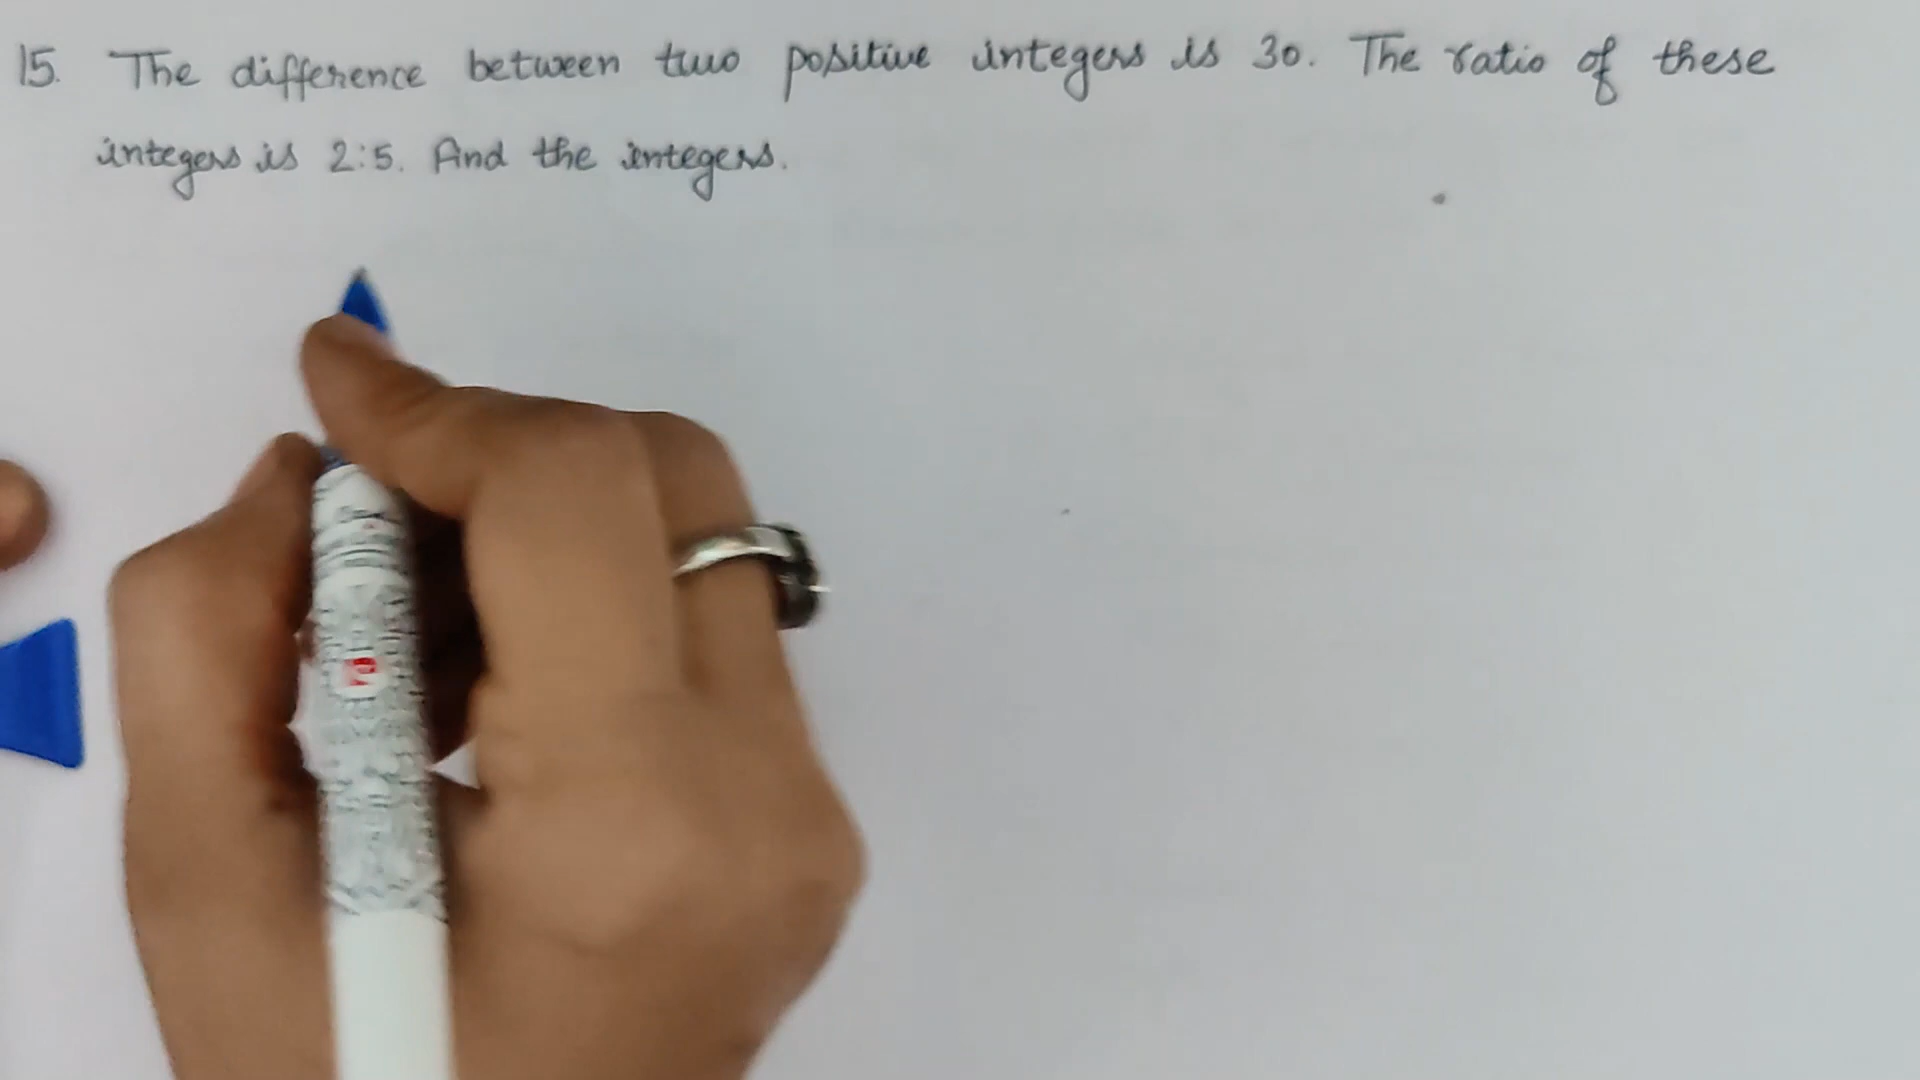 15. The difference between two positive integers is 30. The ratio of these
integers is 2:5. Find the integers.